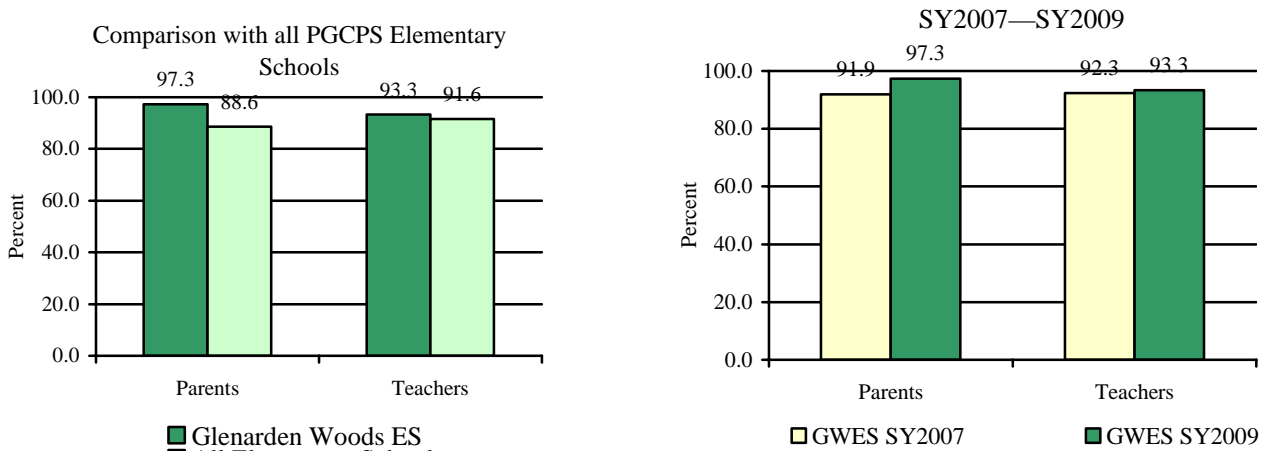 Comparison with all PGCPS Elementary
Schools
97.3
88.6
93.3
91.6
100.0
80.0
60.0
40.0
20.0
0.0
Percent
Parents
Teachers
Glenarden Woods ES
SY2007—SY2009
91.9
97.3
92.3
93.3
100.0
80.0
60.0
40.0
20.0
0.0
Percent
Parents
Teachers
GWES SY2007
GWES SY2009